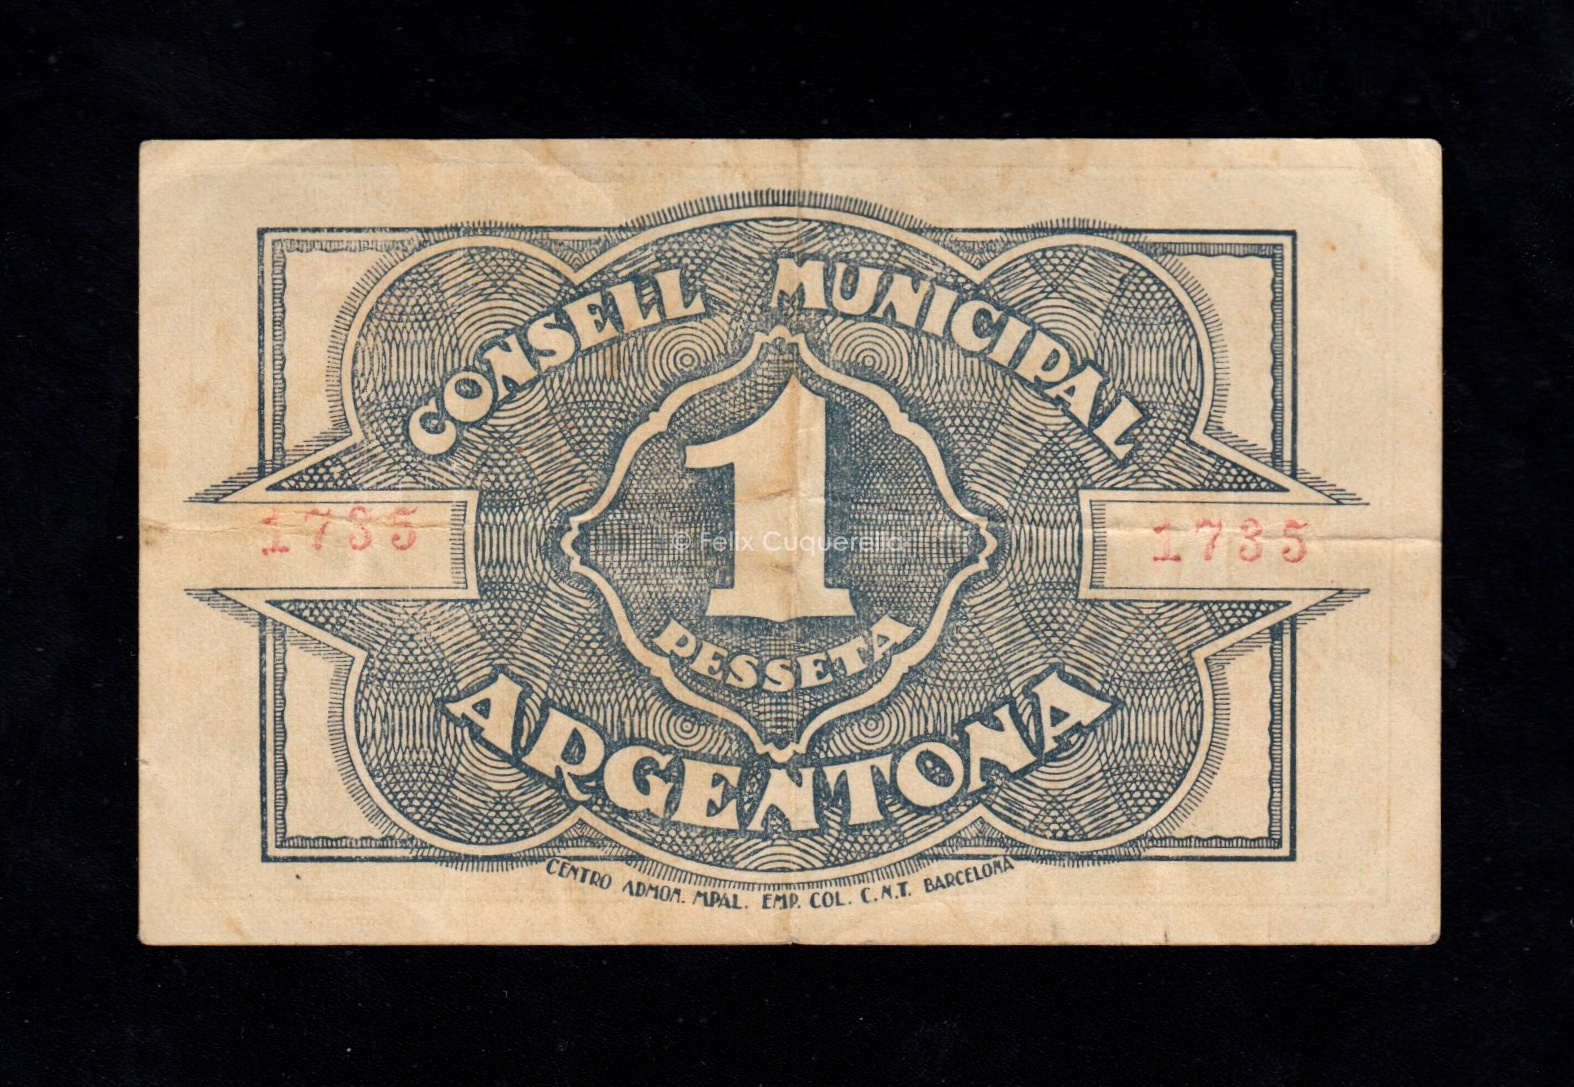 CONSELL MUNICIPAL
1735 1735
1
© Felix Cuquerella
PESSETA
ARGENTONA
CENTRO ADMON. MPAL. EMP. COL. C.N.T. BARCELONA